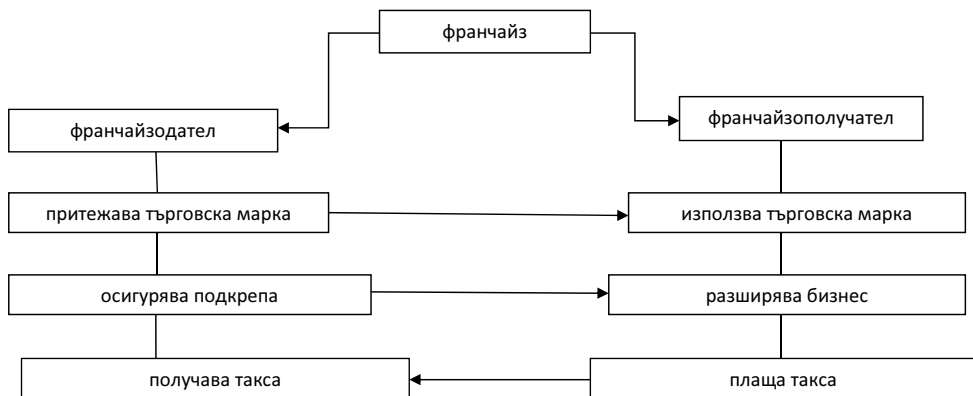 франчайз
франчайзодател
франчайзополучател
притежава търговска марка
използва търговска марка
осигурява подкрепа
разширява бизнес
получава такса
плаща такса